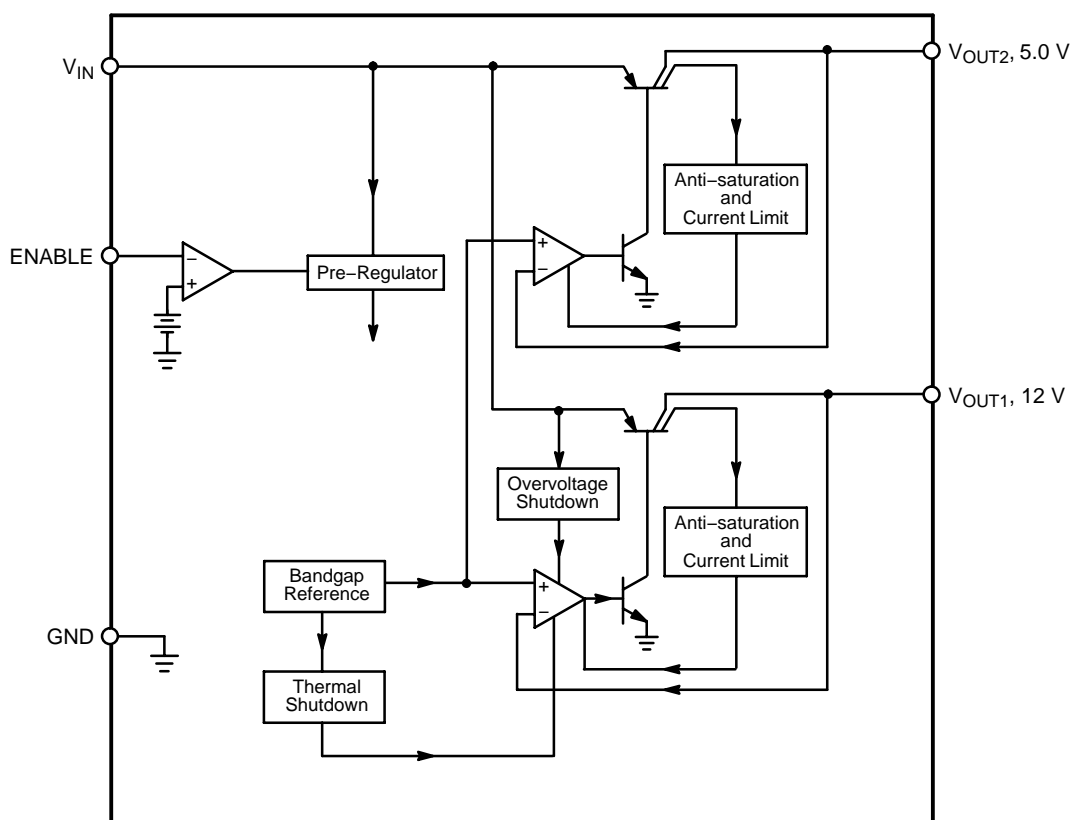 V_OUT2, 5.0 V
V_IN
Anti−saturation
and
Current Limit
ENABLE
−
+
+
−
Pre−Regulator
V_OUT1, 12 V
Overvoltage
Shutdown
Anti−saturation
and
Current Limit
Bandgap
Reference
+
−
GND
Thermal
Shutdown